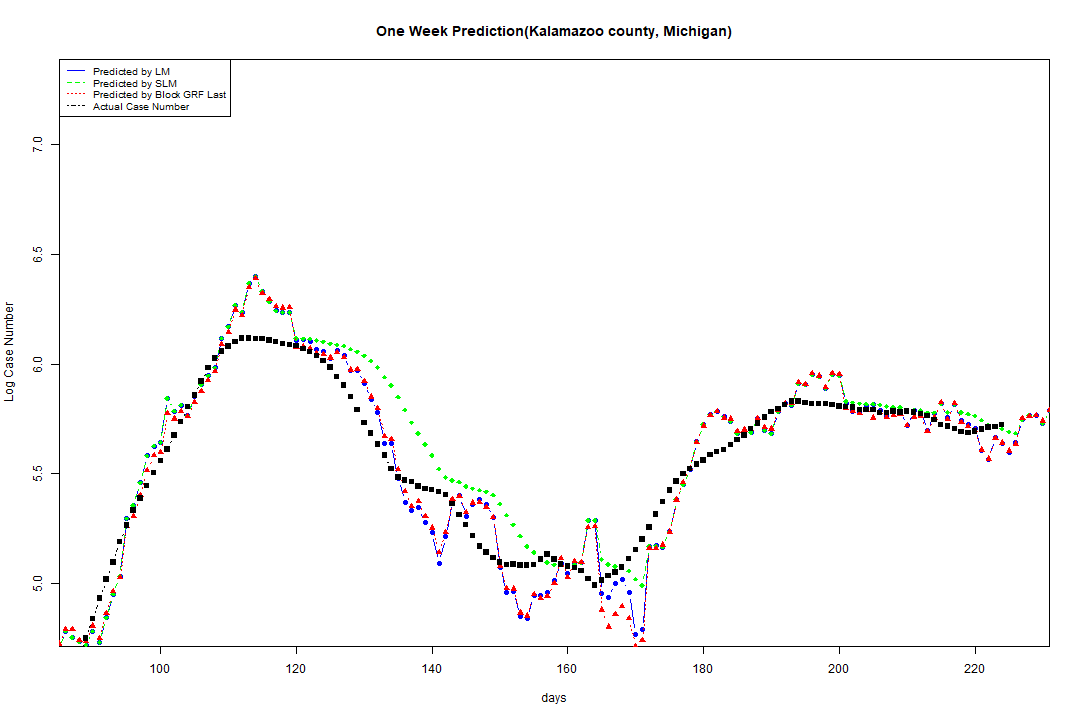 One Week Prediction(Kalamazoo county, Michigan)
Predicted by LM
Predicted by SLM
Predicted by Block GRF Last
Actual Case Number
7.0
6.5
6.0
5.5
5.0
Log Case Number
100 120 140 160 180 200 220
days